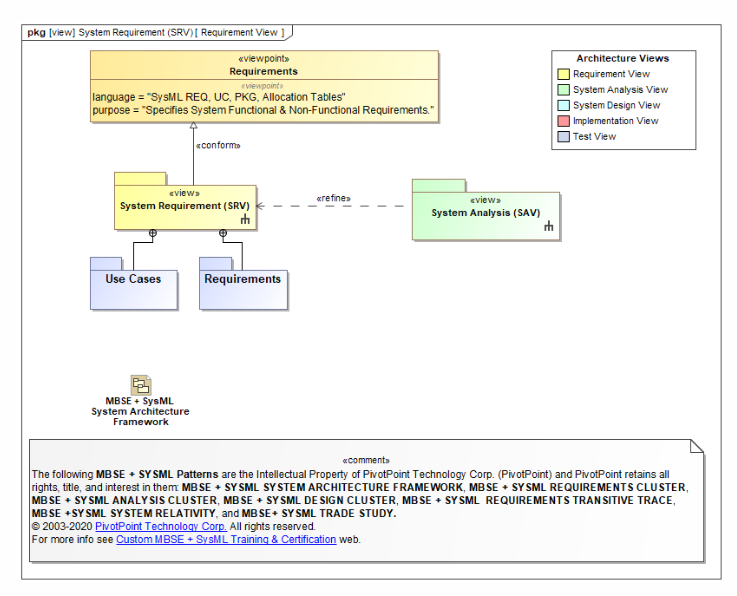 pkg [view] System Requirement (SRV) [ Requirement View ]
«viewpoint»
Requirements
«viewpoint»
language = "SysML REQ, UC, PKG, Allocation Tables"
purpose = "Specifies System Functional & Non-Functional Requirements."
Architecture Views
Requirement View
System Analysis View
System Design View
Implementation View
Test View
«conform»
«view»
System Requirement (SRV)
«refine»
«view»
System Analysis (SAV)
Use Cases
Requirements
MBSE + SysML
System Architecture
Framework
«comment»
The following MBSE + SYSML Patterns are the Intellectual Property of PivotPoint Technology Corp. (PivotPoint) and PivotPoint retains all
rights, title, and interest in them: MBSE + SYSML SYSTEM ARCHITECTURE FRAMEWORK, MBSE + SYSML REQUIREMENTS CLUSTER,
MBSE + SYSML ANALYSIS CLUSTER, MBSE + SYSML DESIGN CLUSTER, MBSE + SYSML REQUIREMENTS TRANSITIVE TRACE,
MBSE +SYSML SYSTEM RELATIVITY, and MBSE+ SYSML TRADE STUDY.
© 2003-2020 PivotPoint Technology Corp. All rights reserved.
For more info see Custom MBSE + SysML Training & Certification web.